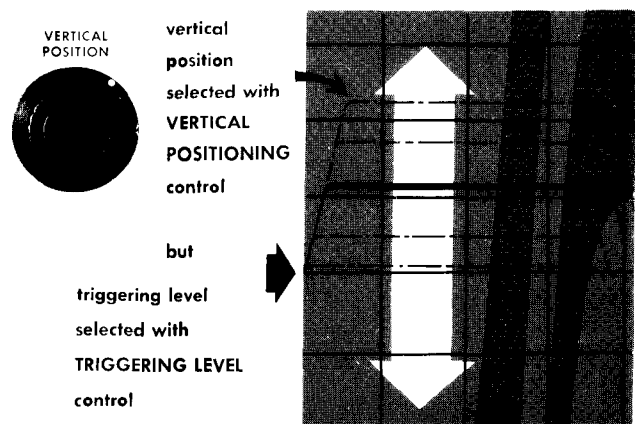 VERTICAL
POSITION
vertical
position
selected with
VERTICAL
POSITIONING
control
but
triggering level
selected with
TRIGGERING LEVEL
control